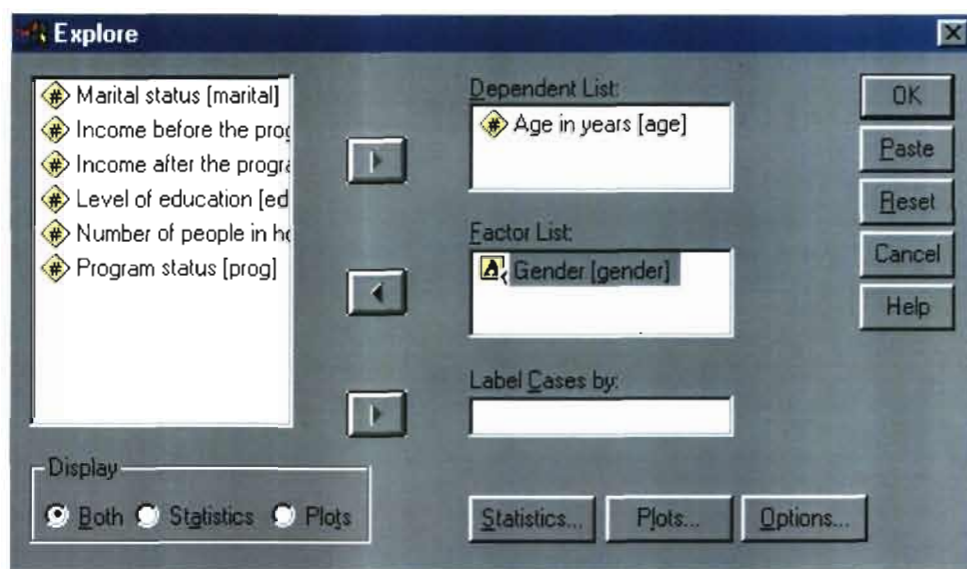 Explore
Marital status [marital]
Income before the prog
Income after the progra
Level of education [ed
Number of people in ho
Program status [prog]
Dependent List:
Age in years [age]
Factor List:
Gender [gender]
Label Cases by:
OK
Paste
Reset
Cancel
Help
Display
Both Statistics Plots
Statistics... Plots... Options...